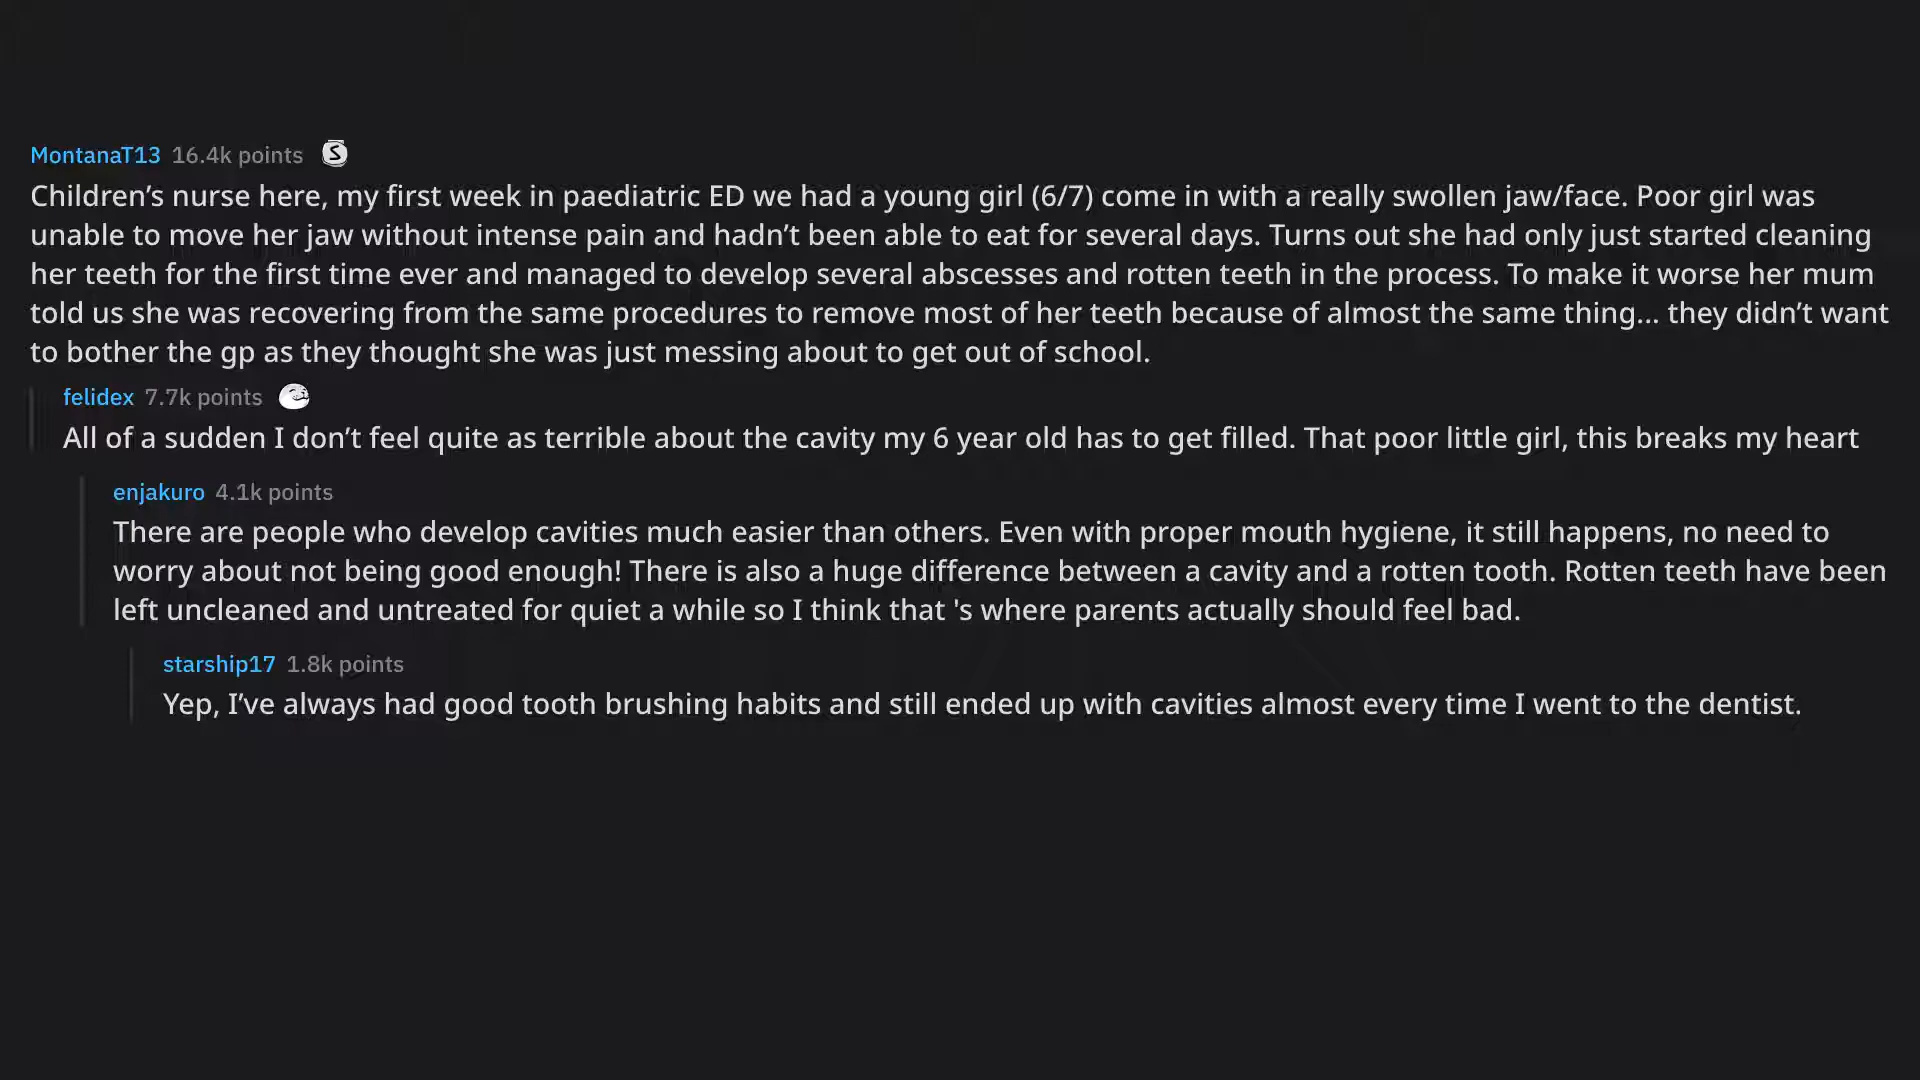 MontanaT13 16.4k points
Children’s nurse here, my first week in paediatric ED we had a young girl (6/7) come in with a really swollen jaw/face. Poor girl was
unable to move her jaw without intense pain and hadn’t been able to eat for several days. Turns out she had only just started cleaning
her teeth for the first time ever and managed to develop several abscesses and rotten teeth in the process. To make it worse her mum
told us she was recovering from the same procedures to remove most of her teeth because of almost the same thing... they didn’t want
to bother the gp as they thought she was just messing about to get out of school.
felidex 7.7k points
All of a sudden I don’t feel quite as terrible about the cavity my 6 year old has to get filled. That poor little girl, this breaks my heart
enjakuro 4.1k points
There are people who develop cavities much easier than others. Even with proper mouth hygiene, it still happens, no need to
worry about not being good enough! There is also a huge difference between a cavity and a rotten tooth. Rotten teeth have been
left uncleaned and untreated for quiet a while so I think that 's where parents actually should feel bad.
starship17 1.8k points
Yep, I’ve always had good tooth brushing habits and still ended up with cavities almost every time I went to the dentist.